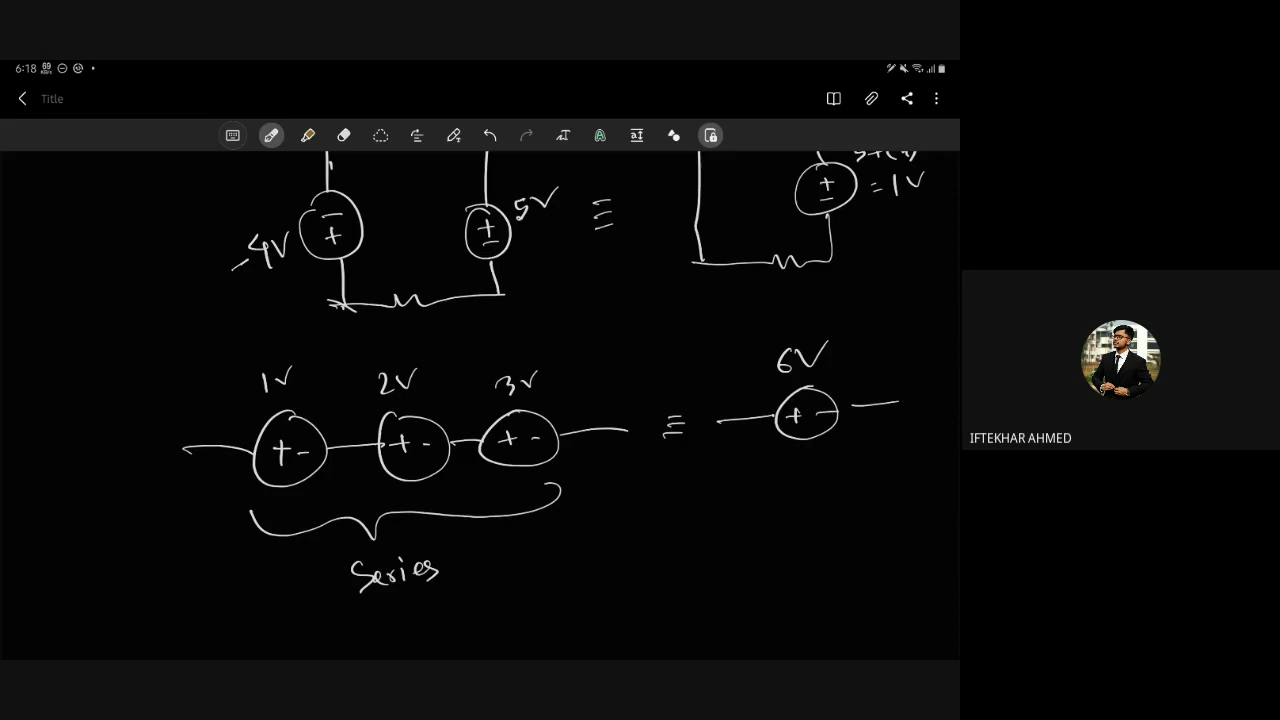 6:18
Title
= 1V
5V
≡
-4V
+
-
+
-
+
-
1V 2V 3V 6V
+ - + - + - ≡ + -
Series
IFTEKHAR AHMED